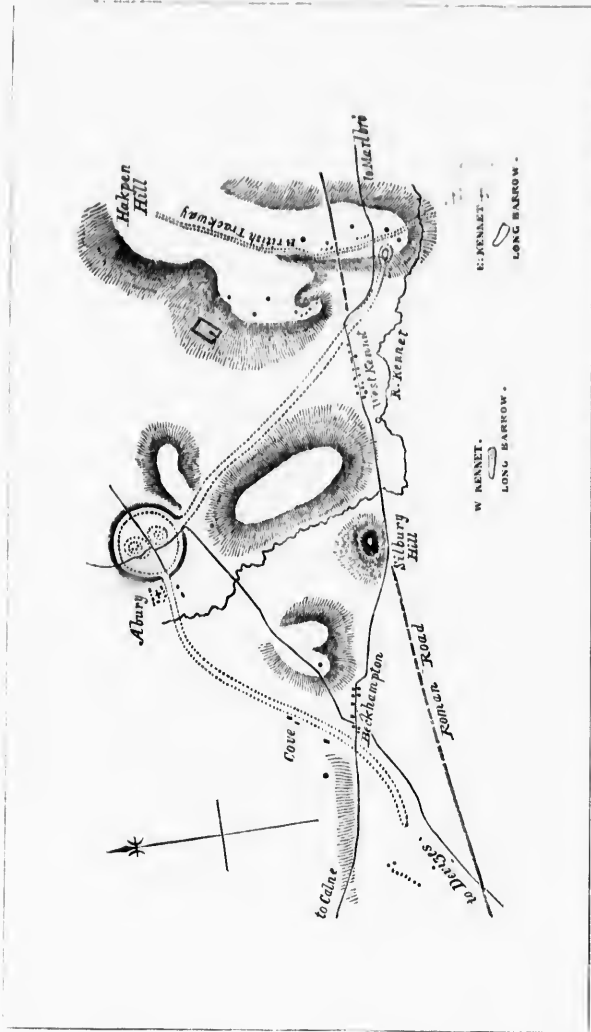 Hakpen
Hill
British Trackway
to Marlbro
Abury
West Kennet
R. Kennet
E: KENNET
LONG BARROW.
W KENNET.
LONG BARROW.
Silbury
Hill
Cove
Beckhampton
Roman Road
to Calne
to Devizes.